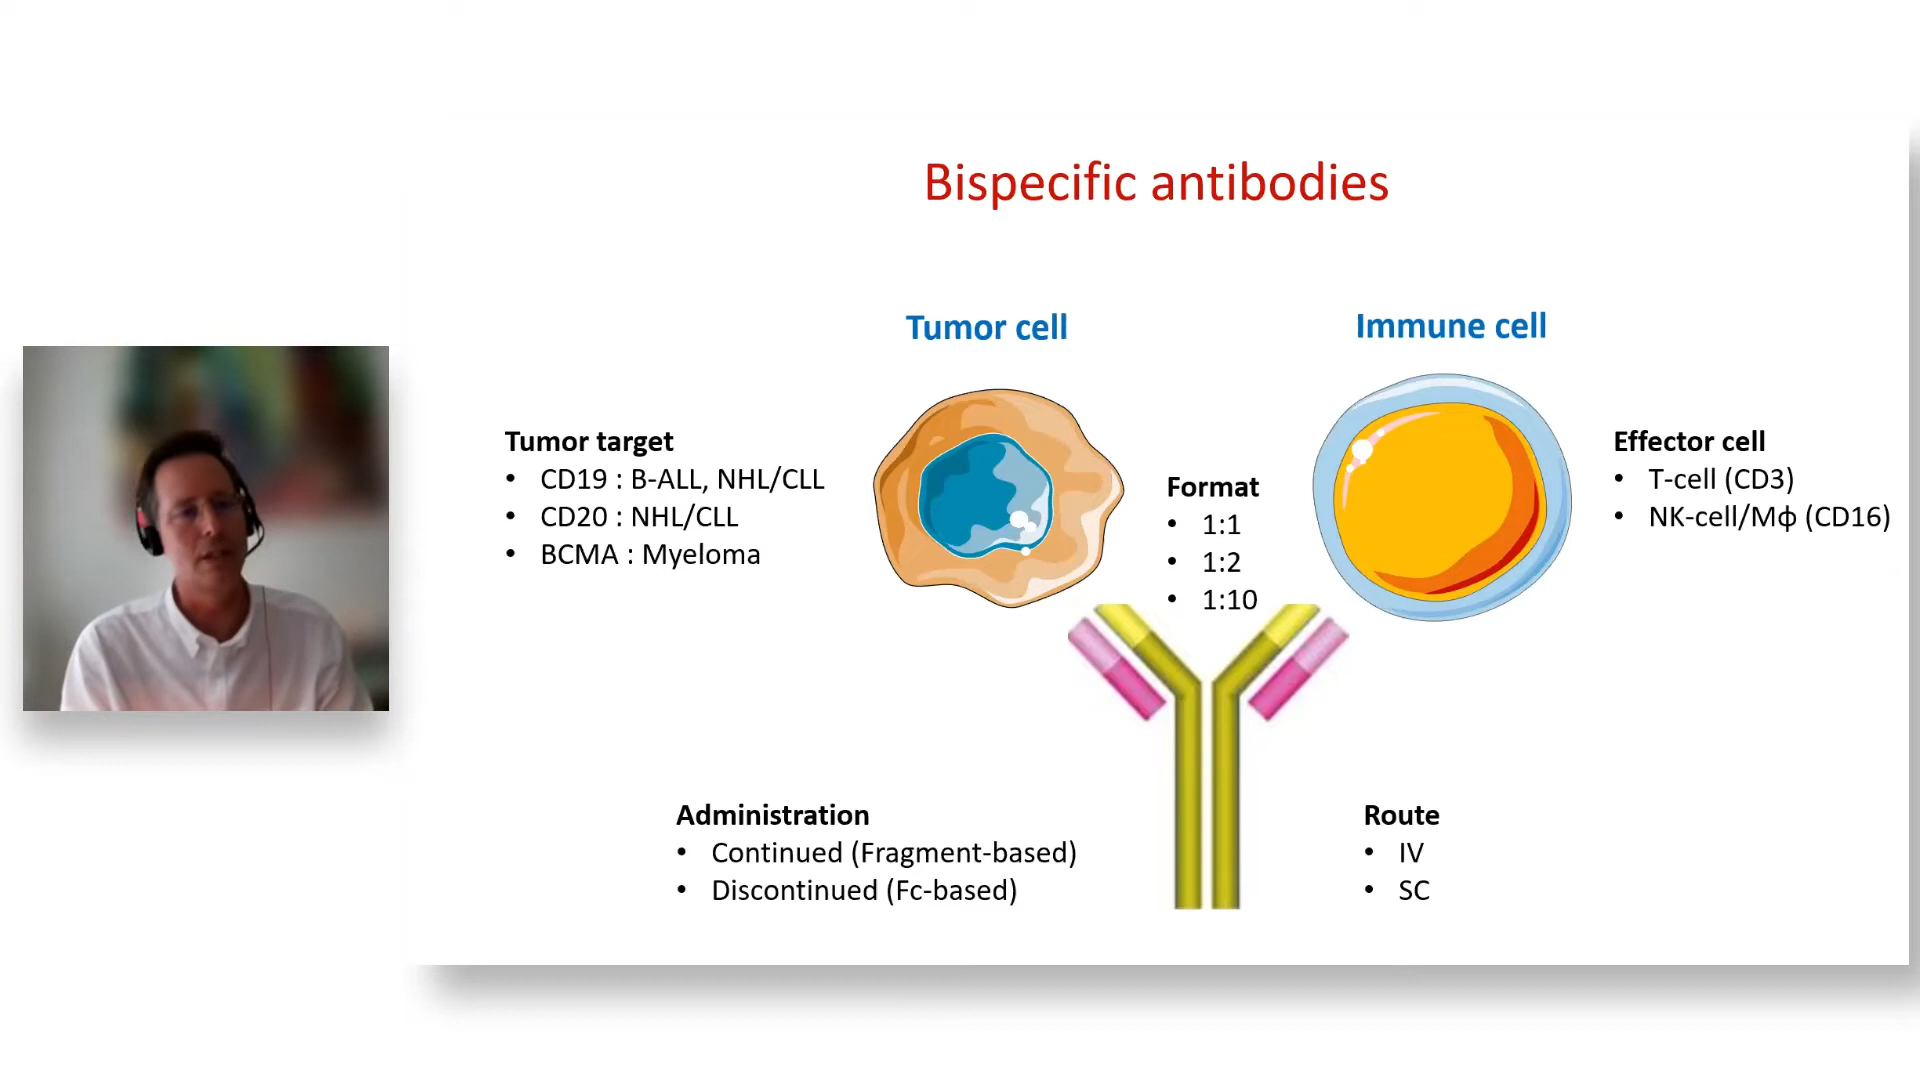 Bispecific antibodies
Tumor cell
Immune cell
Tumor target
• CD19 : B-ALL, NHL/CLL
• CD20 : NHL/CLL
• BCMA : Myeloma
Format
• 1:1
• 1:2
• 1:10
Effector cell
• T-cell (CD3)
• NK-cell/Mϕ (CD16)
Administration
• Continued (Fragment-based)
• Discontinued (Fc-based)
Route
• IV
• SC